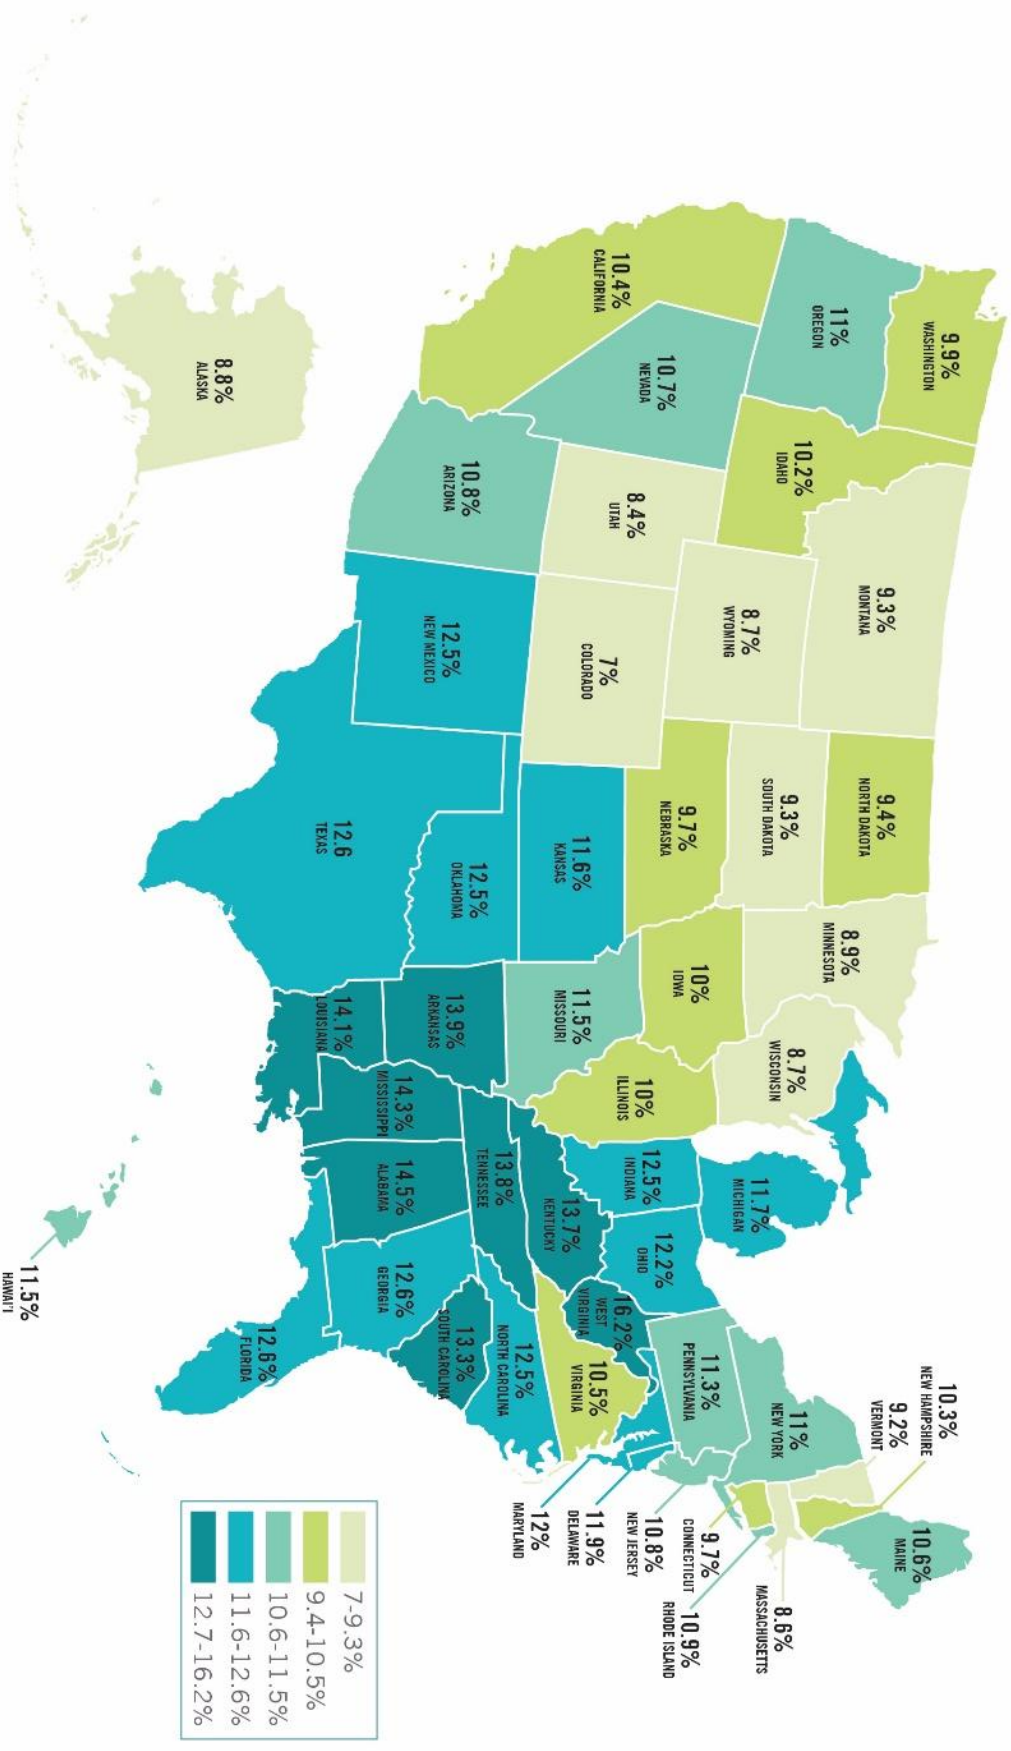 9.9%
WASHINGTON
11%
OREGON
10.4%
CALIFORNIA
10.7%
NEVADA
10.2%
IDAHO
9.3%
MONTANA
8.7%
WYOMING
8.4%
UTAH
7%
COLORADO
10.8%
ARIZONA
12.5%
NEW MEXICO
9.4%
NORTH DAKOTA
9.3%
SOUTH DAKOTA
9.7%
NEBRASKA
11.6%
KANSAS
12.5%
OKLAHOMA
12.6
TEXAS
8.9%
MINNESOTA
10%
IOWA
11.5%
MISSOURI
13.9%
ARKANSAS
14.1%
LOUISIANA
8.7%
WISCONSIN
10%
ILLINOIS
11.7%
MICHIGAN
12.5%
INDIANA
12.2%
OHIO
13.7%
KENTUCKY
13.8%
TENNESSEE
14.3%
MISSISSIPPI
14.5%
ALABAMA
12.6%
GEORGIA
12.6%
FLORIDA
13.3%
SOUTH CAROLINA
12.5%
NORTH CAROLINA
10.5%
VIRGINIA
16.2%
WEST
VIRGINIA
11.3%
PENNSYLVANIA
11%
NEW YORK
10.3%
NEW HAMPSHIRE
9.2%
VERMONT
10.6%
MAINE
8.6%
MASSACHUSETTS
10.9%
RHODE ISLAND
9.7%
CONNECTICUT
10.8%
NEW JERSEY
11.9%
DELAWARE
12%
MARYLAND
8.8%
ALASKA
11.5%
HAWAI'I
7-9.3%
9.4-10.5%
10.6-11.5%
11.6-12.6%
12.7-16.2%